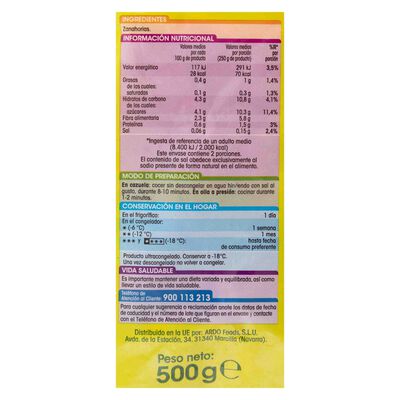 INGREDIENTES
Zanahorias.
INFORMACIÓN NUTRICIONAL
Valores medios por cada 100 g de producto
Valores medios por porción (250 g de producto)
%R* por porción
Valor energético 117 kJ 291 kJ 3,5%
28 kcal 70 kcal
Grasas 0,4 g 1 g 1,4%
de las cuales:
saturadas 0,1 g 0,3 g 1,3%
Hidratos de carbono 4,3 g 10,8 g 4,1%
de los cuales:
azúcares 4,1 g 10,3 g 11,4%
Fibra alimentaria 2,3 g 5,8 g
Proteínas 0,6 g 1,5 g 3%
Sal 0,06 g 0,15 g 2,4%
*Ingesta de referencia de un adulto medio
(8.400 kJ / 2.000 kcal)
Este envase contiene 2 porciones.
El contenido de sal obedece exclusivamente al
sodio presente de forma natural en el alimento.
MODO DE PREPARACIÓN
En cazuela: cocer sin descongelar en agua hirviendo con sal al
gusto, durante 8-10 minutos. En olla a presión: cocinar durante
1-2 minutos.
CONSERVACIÓN EN EL HOGAR
En el frigorífico: 1 día
En el congelador:
* (-6 °C) 1 semana
** (-12 °C) 1 mes
*** y **** (-18 °C): hasta fecha
de consumo preferente
Producto ultracongelado. Conservar a -18°C.
Una vez descongelado no volver a congelar.
VIDA SALUDABLE
Es importante mantener una dieta variada y equilibrada, así como
llevar un estilo de vida saludable.
Teléfono de
Atención al Cliente 900 113 213
Para cualquier sugerencia o reclamación anote los datos de fecha
de caducidad y el número de lote que figuran en el envase y contacte
con el Teléfono de Atención al Cliente.
Distribuido en la UE por: ARDO Foods, S.L.U.
Avda. de la Estación, 34, 31340 Marcilla (Navarra).
Peso neto:
500g℮